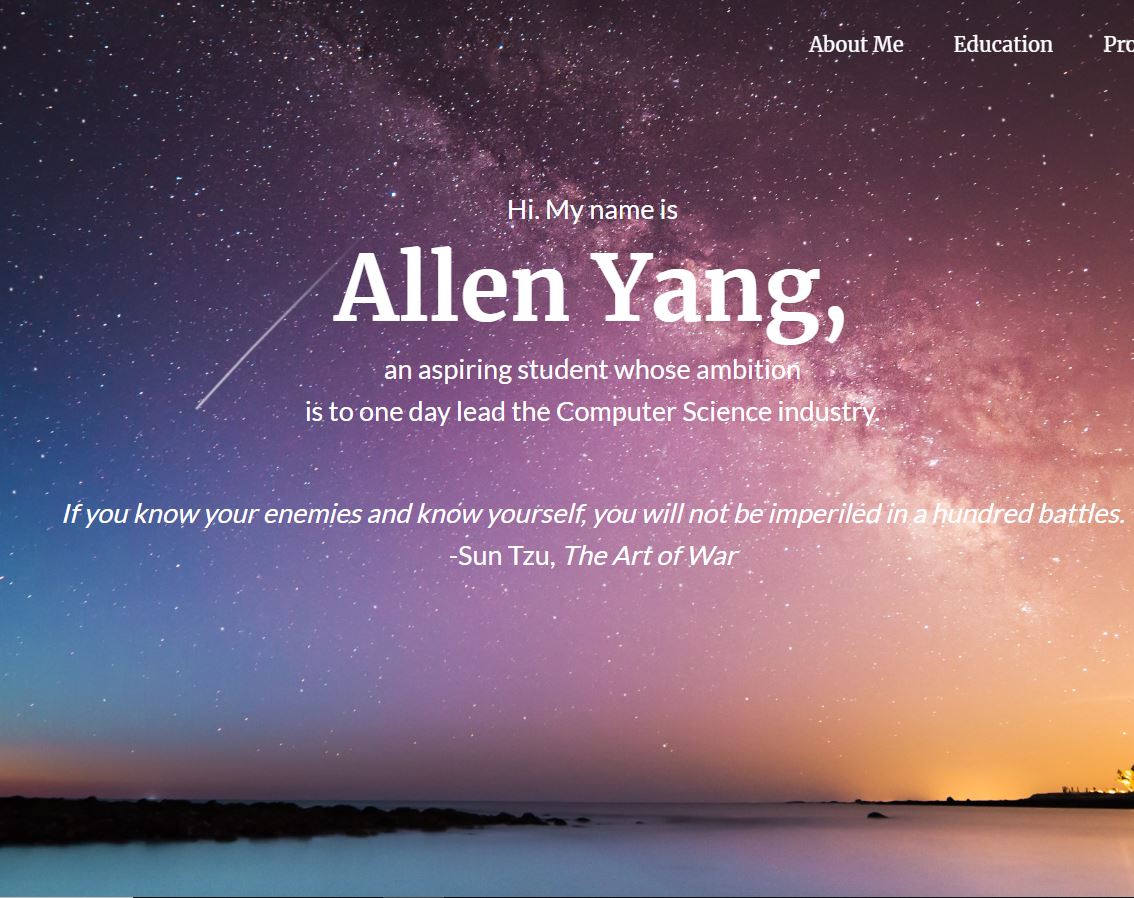 About Me Education Pro
Hi. My name is
Allen Yang,
an aspiring student whose ambition
is to one day lead the Computer Science industry.
If you know your enemies and know yourself, you will not be imperiled in a hundred battles.
-Sun Tzu, The Art of War